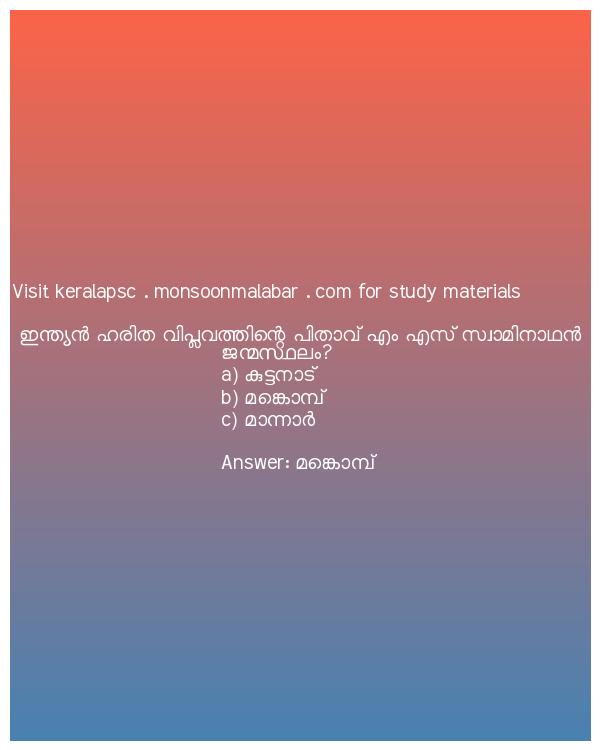 Visit keralapsc . monsoonmalabar . com for study materials
ഇന്ത്യൻ ഹരിത വിപ്ലവത്തിന്റെ പിതാവ് എം എസ് സ്വാമിനാഥൻ
ജന്മസ്ഥലം?
a) കുട്ടനാട്
b) മങ്കൊമ്പ്
c) മാന്നാർ
Answer: മങ്കൊമ്പ്